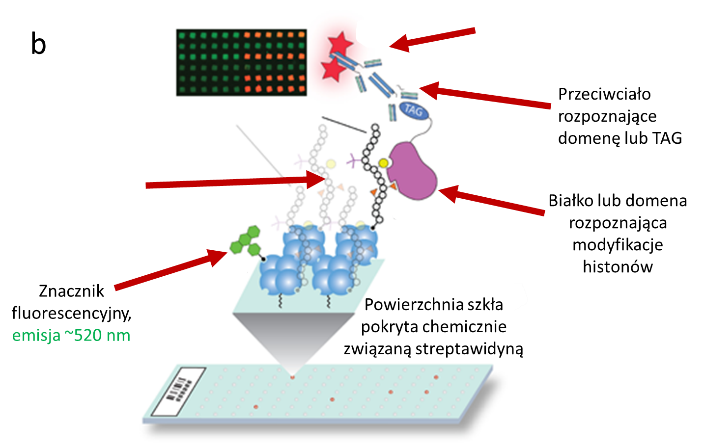 b
TAG
Przeciwciało
rozpoznające
domenę lub TAG
Białko lub domena
rozpoznająca
modyfikacje
histonów
Znacznik
fluorescencyjny,
emisja ~520 nm
Powierzchnia szkła
pokryta chemicznie
związaną streptawidyną